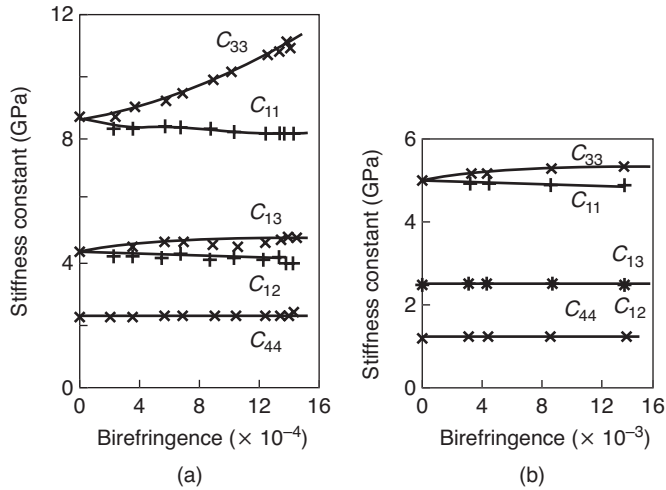 12
8
4
0
Stiffness constant (GPa)
C33
C11
C13
C12
C44
0 4 8 12 16
Birefringence (× 10−4)
(a)
6
4
2
0
Stiffness constant (GPa)
C33
C11
C13
C44 C12
0 4 8 12 16
Birefringence (× 10−3)
(b)